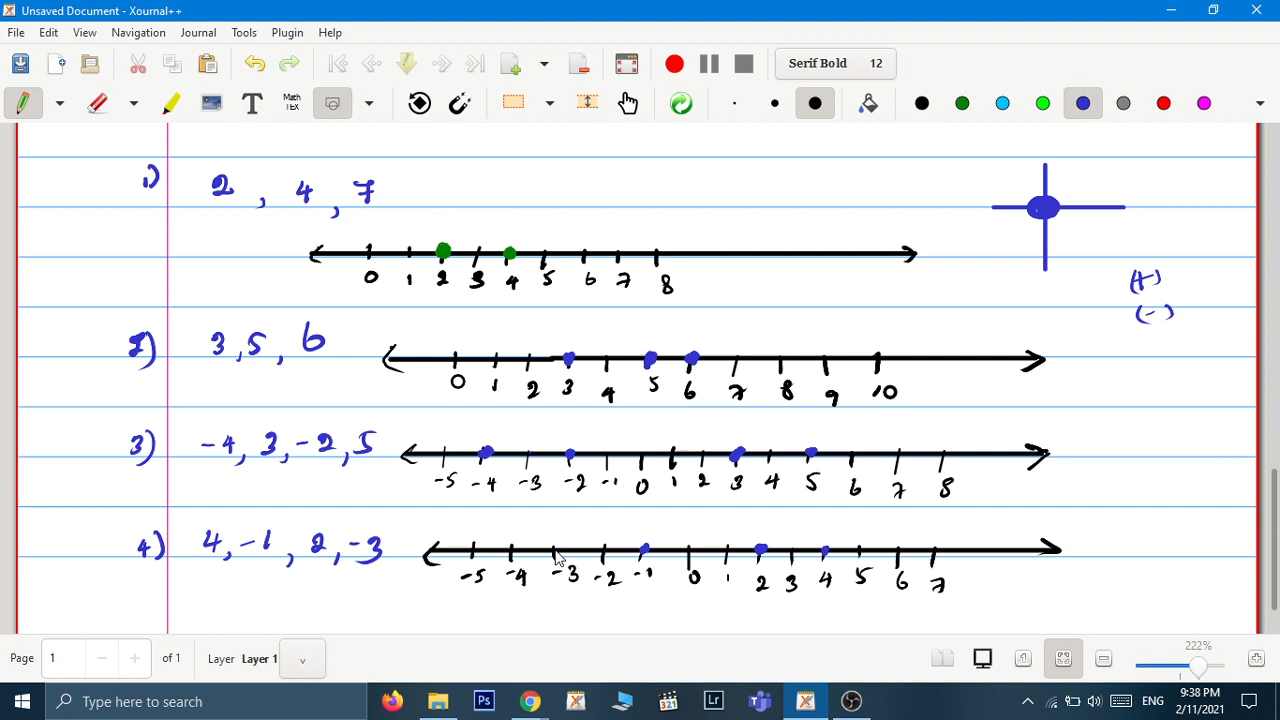 Unsaved Document - Xournal++
File Edit View Navigation Journal Tools Plugin Help
Serif Bold 12
Math TEX
1) 2, 4, 7
0 1 2 3 4 5 6 7 8
(+)
(-)
2) 3, 5, 6
0 1 2 3 4 5 6 7 8 9 10
3) -4, 3, -2, 5
-5 -4 -3 -2 -1 0 1 2 3 4 5 6 7 8
4) 4, -1, 2, -3
-5 -4 -3 -2 -1 0 1 2 3 4 5 6 7
Page 1 of 1 Layer Layer 1 222%
Type here to search
321
Ps Lr ENG 9:38 PM
2/11/2021